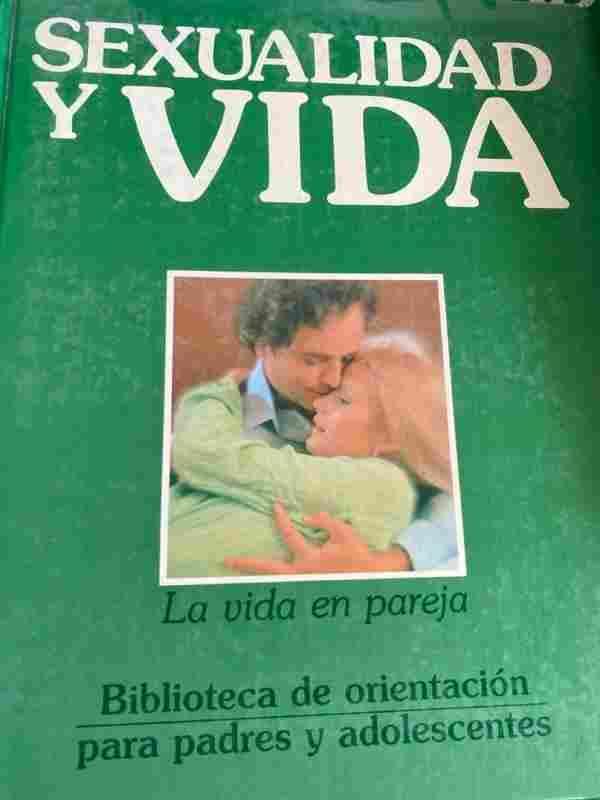 SEXUALIDAD
Y VIDA
La vida en pareja
Biblioteca de orientación
para padres y adolescentes